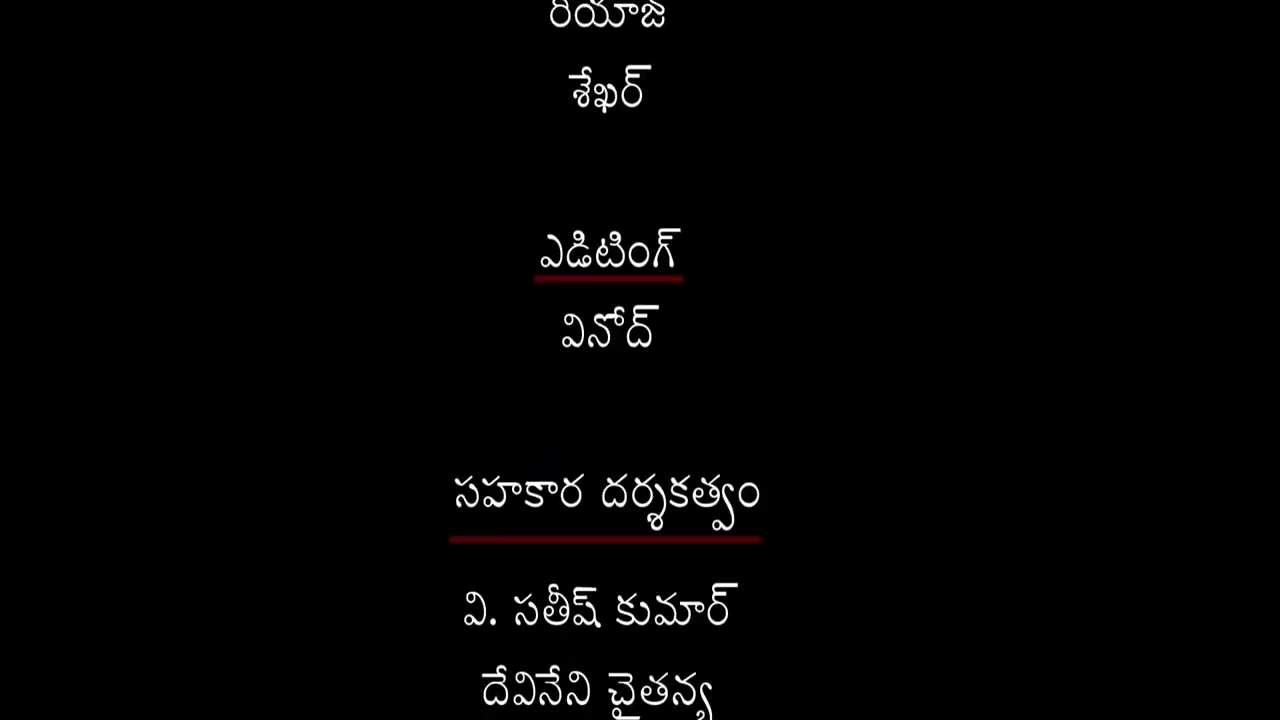 రియాజ్
శేఖర్
ఎడిటింగ్
వినోద్
సహకార దర్శకత్వం
వి. సతీష్ కుమార్
దేవినేని చైతన్య